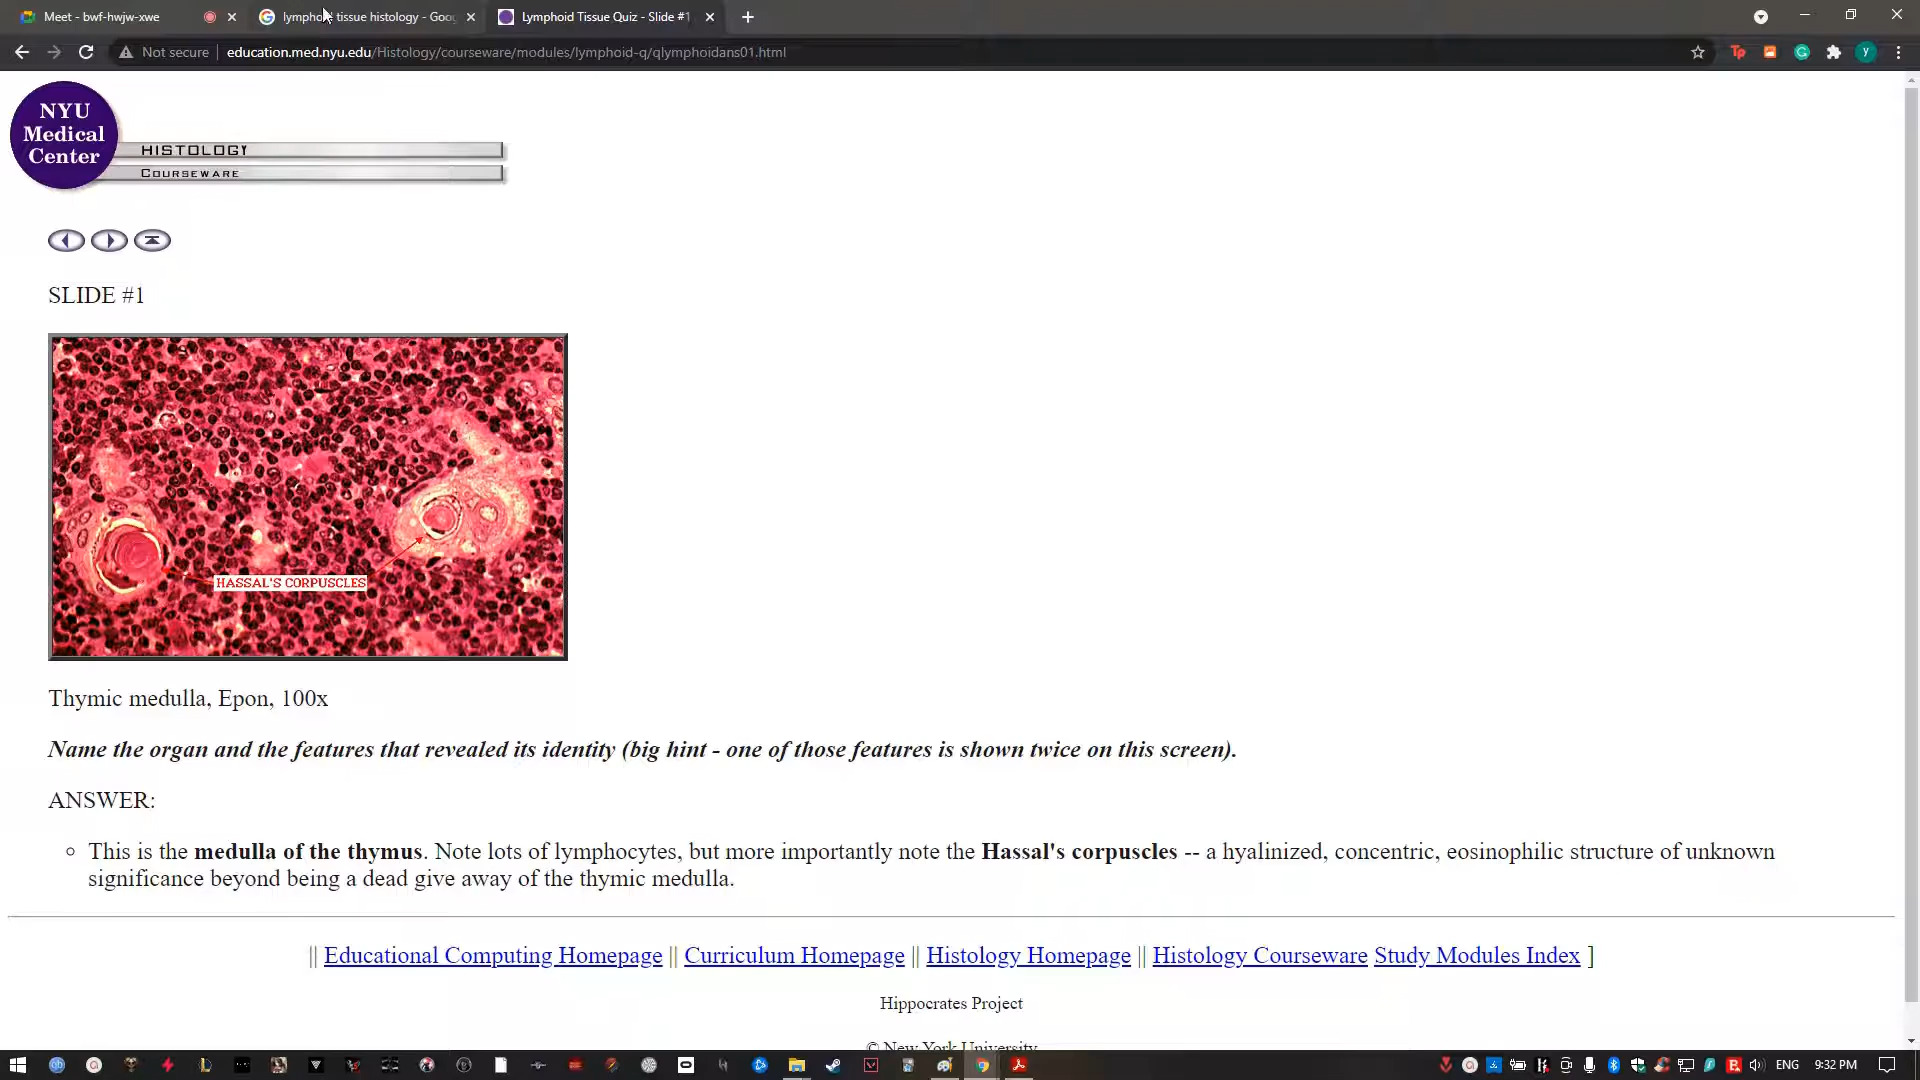 Meet - bwf-hwjw-xwe
lymphoid tissue histology - Goog
Lymphoid Tissue Quiz - Slide #1
Not secure
education.med.nyu.edu/Histology/courseware/modules/lymphoid-q/qlymphoidans01.html
Tp
y
NYU
Medical
Center
HISTOLOGY
COURSEWARE
SLIDE #1
HASSAL'S CORPUSCLES
Thymic medulla, Epon, 100x
Name the organ and the features that revealed its identity (big hint - one of those features is shown twice on this screen).
ANSWER:
This is the medulla of the thymus. Note lots of lymphocytes, but more importantly note the Hassal's corpuscles -- a hyalinized, concentric, eosinophilic structure of unknown
significance beyond being a dead give away of the thymic medulla.
|| Educational Computing Homepage || Curriculum Homepage || Histology Homepage || Histology Courseware Study Modules Index ]
Hippocrates Project
© New York University
ENG
9:32 PM